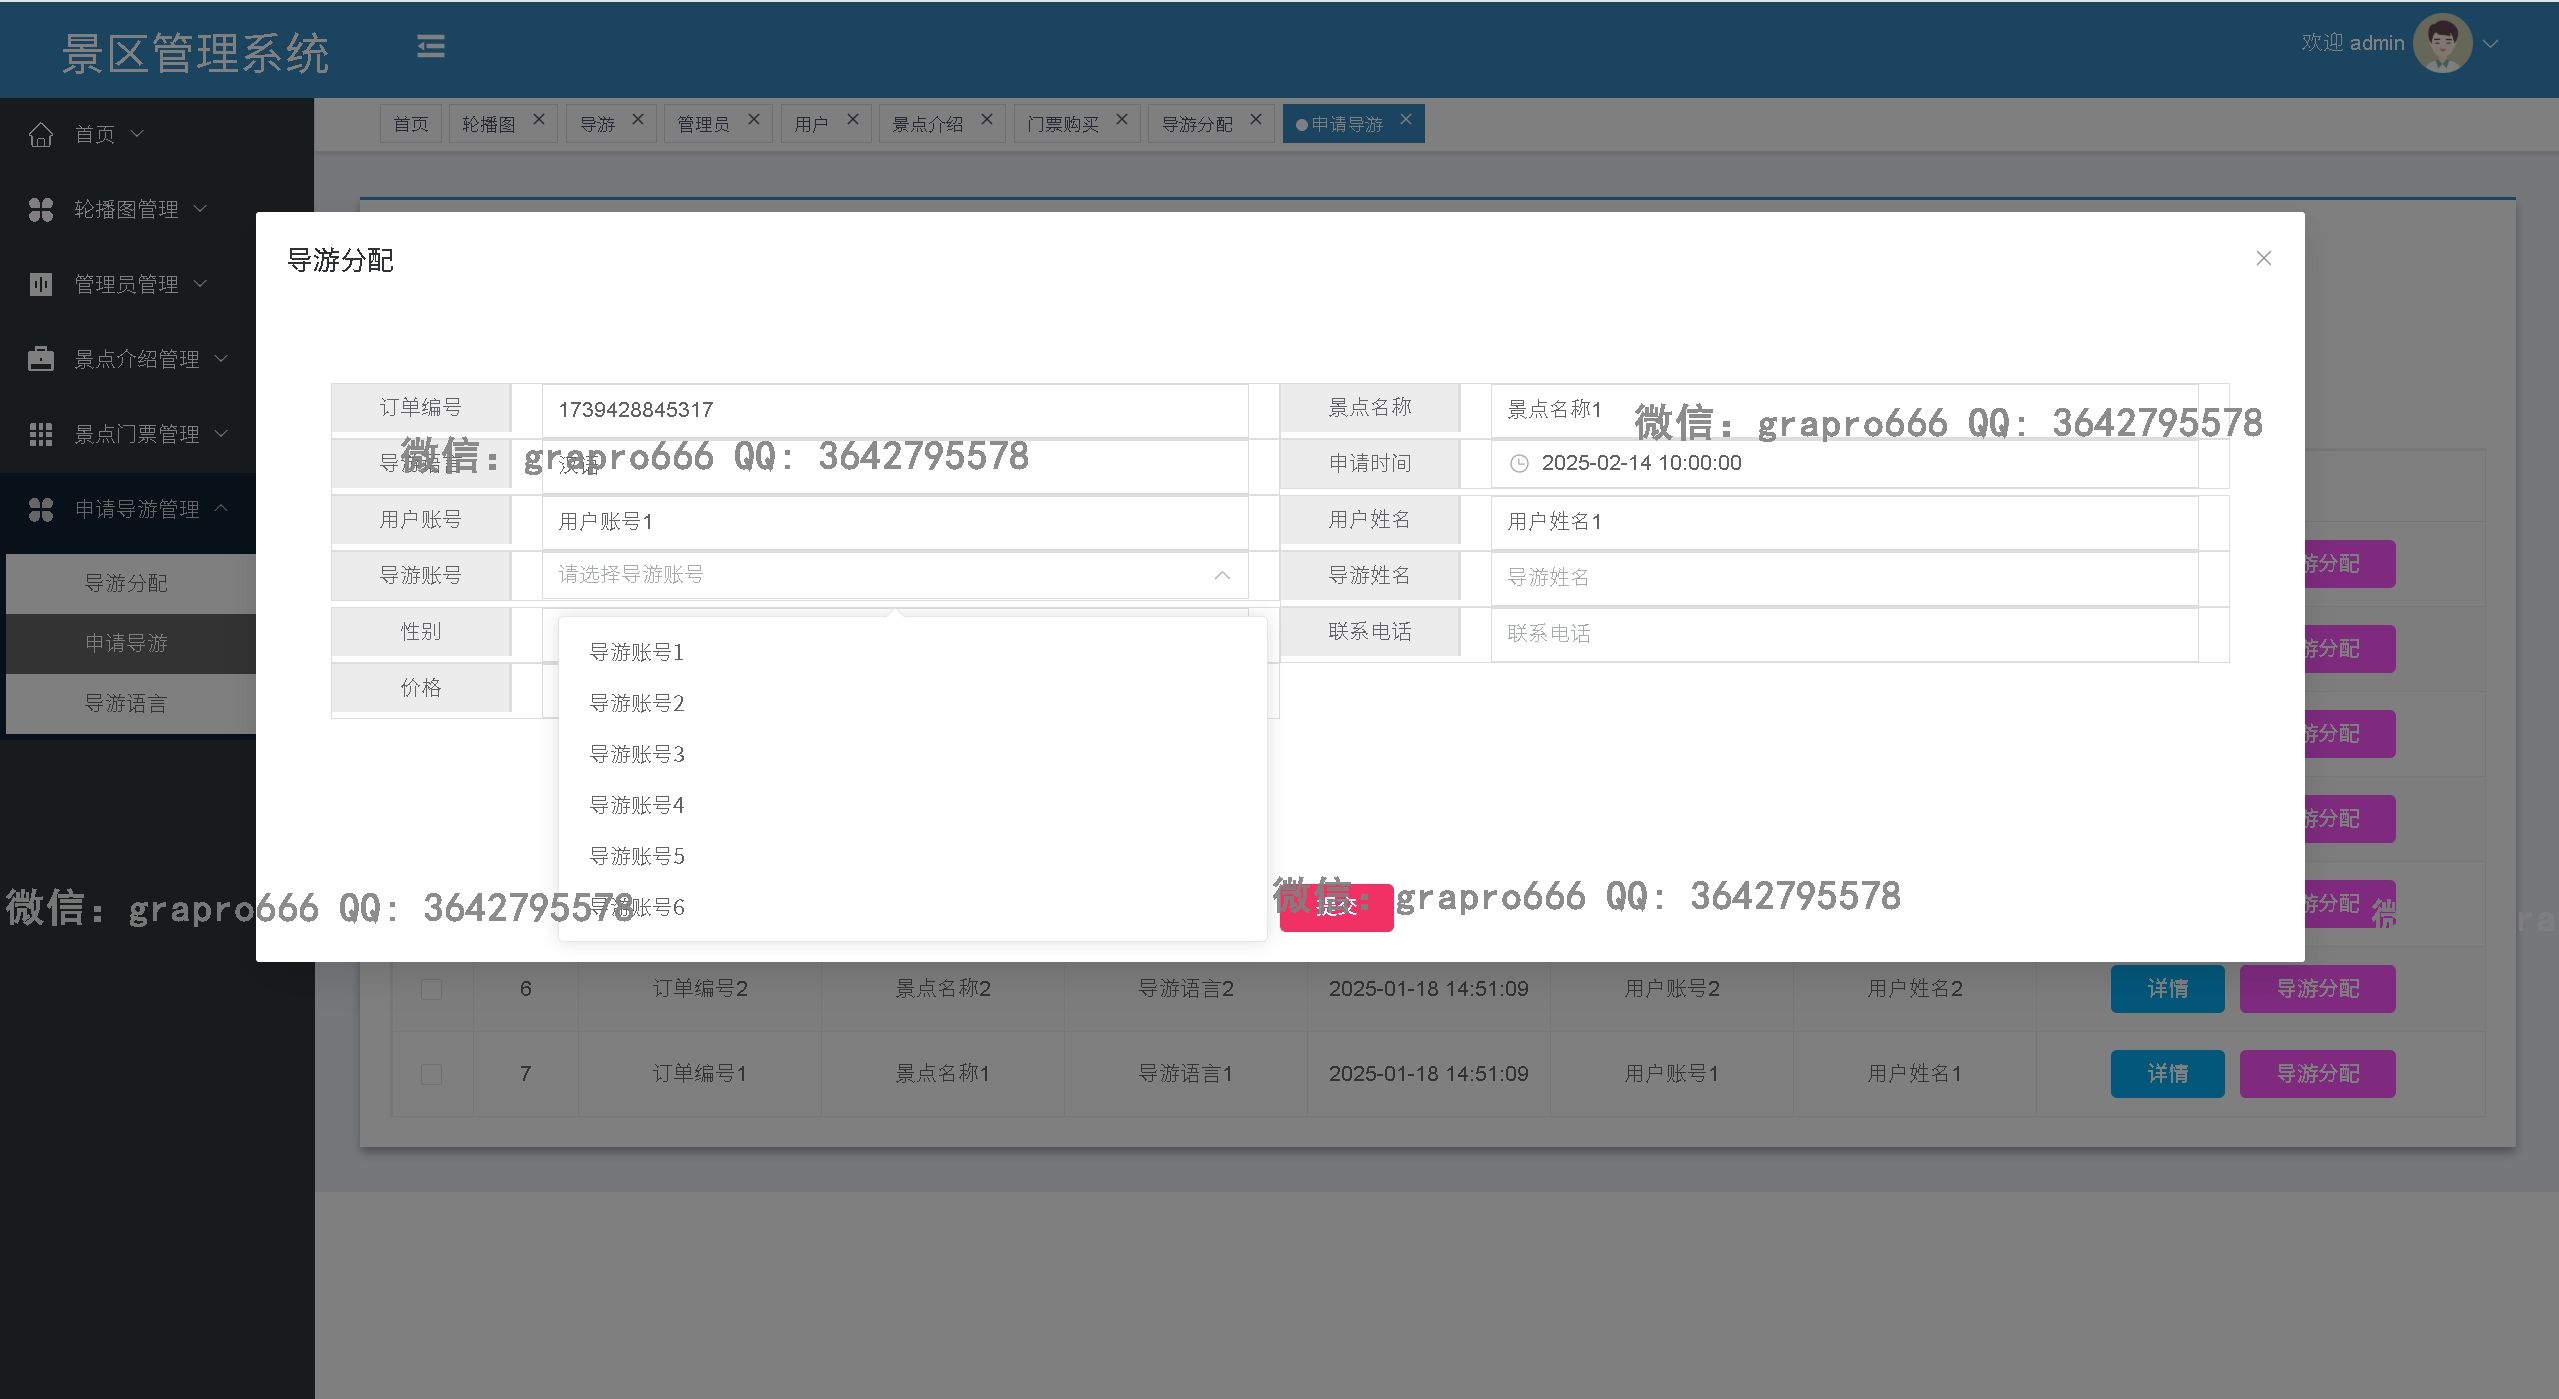 景区管理系统
欢迎 admin
首页
轮播图
导游
管理员
用户
景点介绍
门票购买
导游分配
申请导游
首页
轮播图管理
管理员管理
景点介绍管理
景点门票管理
申请导游管理
导游分配
申请导游
导游语言
导游分配
订单编号 1739428845317
景点名称 景点名称1
微信: grapro666 QQ: 3642795578
微信: grapro666 QQ: 3642795578
申请时间 2025-02-14 10:00:00
用户账号 用户账号1
用户姓名 用户姓名1
导游账号 请选择导游账号
导游姓名 导游姓名
性别
联系电话 联系电话
价格
导游账号1
导游账号2
导游账号3
导游账号4
导游账号5
导游账号6
提交
微信: grapro666 QQ: 3642795578
微信: grapro666 QQ: 3642795578
游分配
游分配
游分配
游分配
游分配
6 订单编号2 景点名称2 导游语言2 2025-01-18 14:51:09 用户账号2 用户姓名2 详情 导游分配
7 订单编号1 景点名称1 导游语言1 2025-01-18 14:51:09 用户账号1 用户姓名1 详情 导游分配